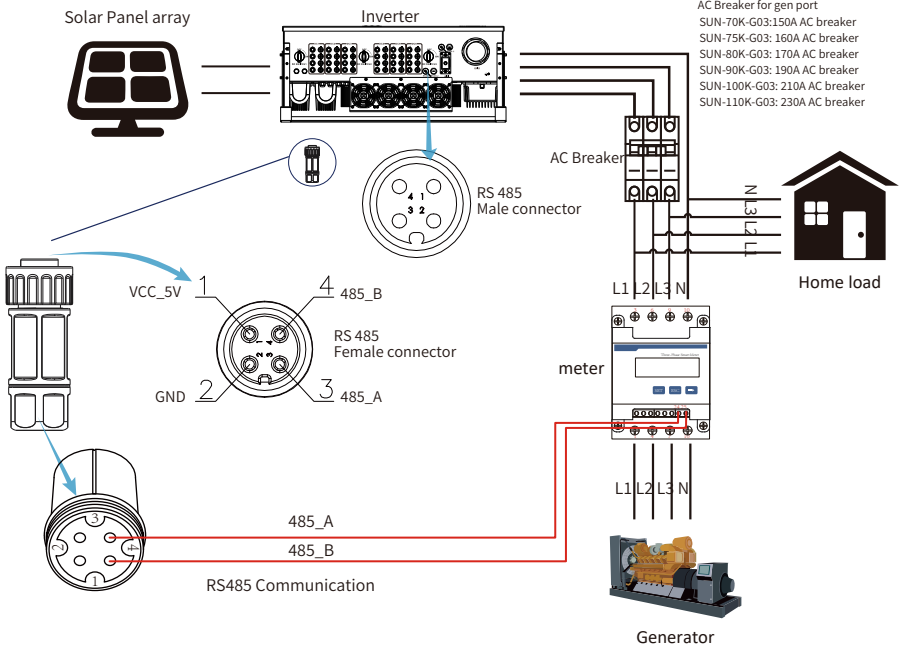 AC Breaker for gen port
SUN-70K-G03:150A AC breaker
SUN-75K-G03: 160A AC breaker
SUN-80K-G03: 170A AC breaker
SUN-90K-G03: 190A AC breaker
SUN-100K-G03: 210A AC breaker
SUN-110K-G03: 230A AC breaker
Solar Panel array
Inverter
AC Breaker
4 1
3 2
RS 485
Male connector
N
L3
L2
L1
Home load
VCC_5V
1
4
485_B
1 4
2 3
RS 485
Female connector
GND
2
3
485_A
L1 L2 L3 N
meter
3
2
4
1
485_A
485_B
RS485 Communication
L1 L2 L3 N
Generator